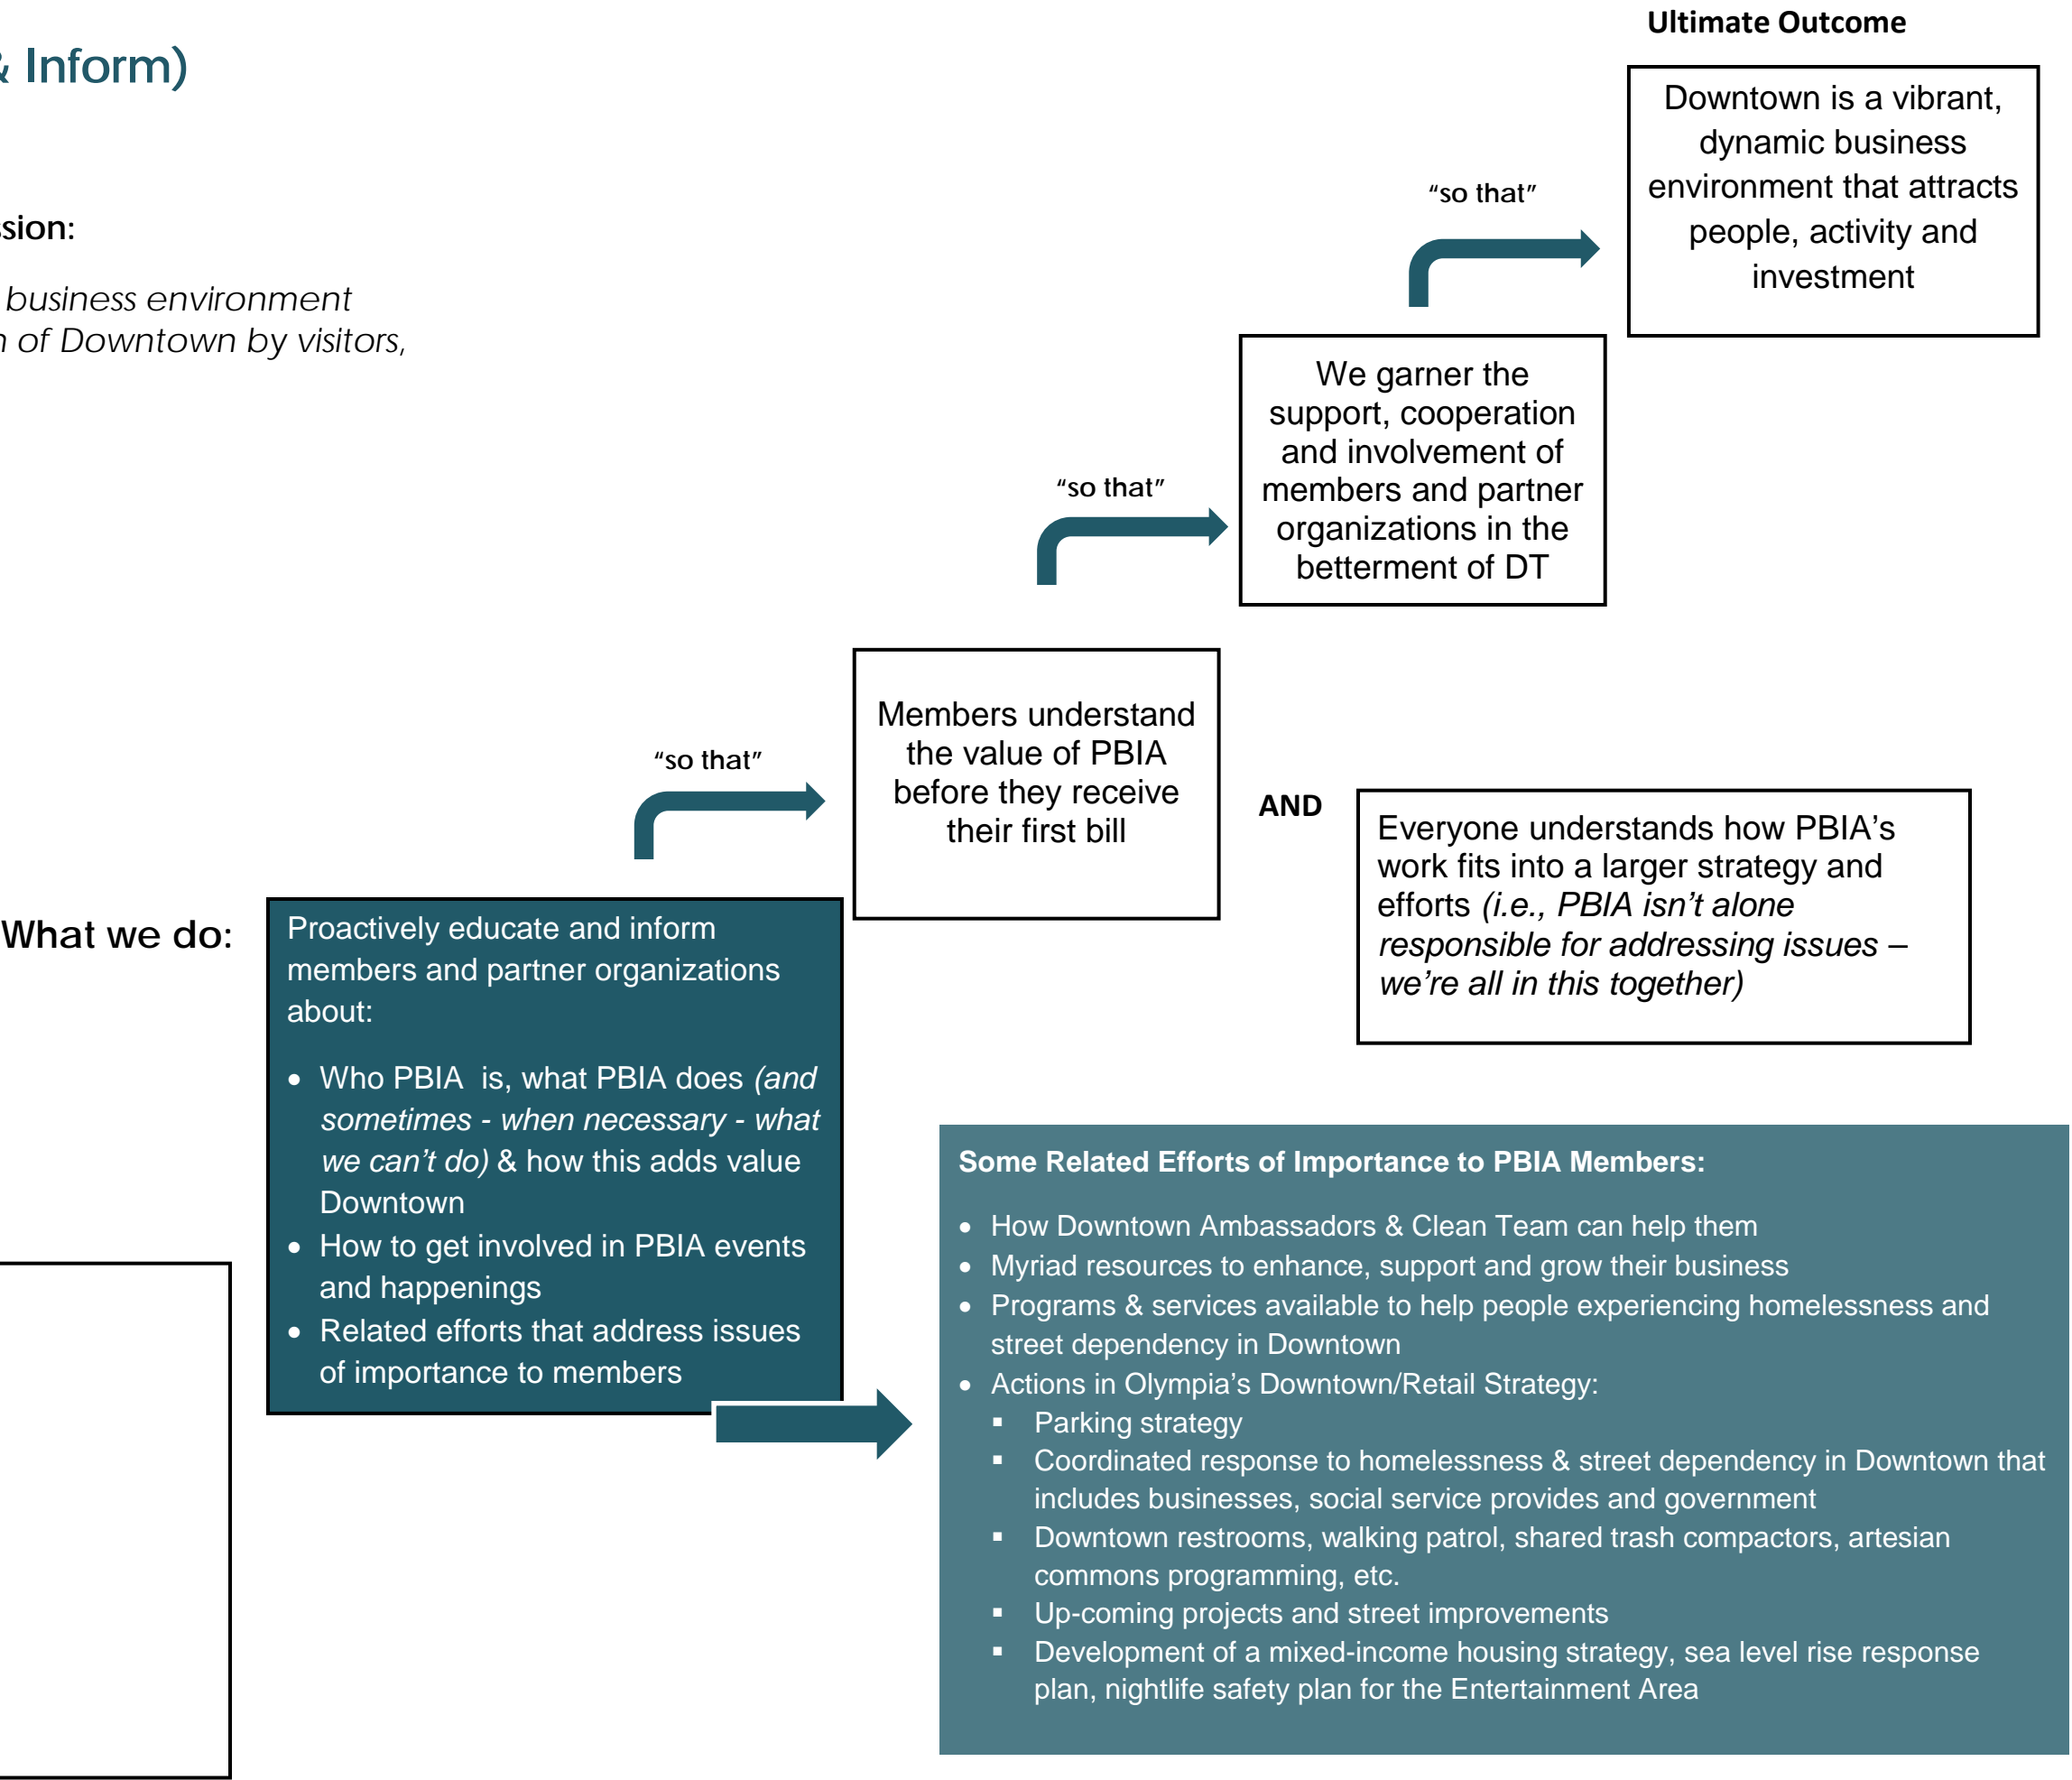 & Inform)
Ultimate Outcome
Downtown is a vibrant,
dynamic business
environment that attracts
people, activity and
investment
"so that"
business environment
of Downtown by visitors,
We garner the
support, cooperation
and involvement of
members and partner
organizations in the
betterment of DT
"so that"
Members understand
the value of PBIA
before they receive
their first bill
"so that"
AND
Everyone understands how PBIA's
work fits into a larger strategy and
efforts (i.e., PBIA isn't alone
responsible for addressing issues –
we're all in this together)
What we do:
Proactively educate and inform
members and partner organizations
about:
• Who PBIA is, what PBIA does (and
sometimes - when necessary - what
we can't do) & how this adds value
Downtown
• How to get involved in PBIA events
and happenings
• Related efforts that address issues
of importance to members
Some Related Efforts of Importance to PBIA Members:
• How Downtown Ambassadors & Clean Team can help them
• Myriad resources to enhance, support and grow their business
• Programs & services available to help people experiencing homelessness and
street dependency in Downtown
• Actions in Olympia's Downtown/Retail Strategy:
▪ Parking strategy
▪ Coordinated response to homelessness & street dependency in Downtown that
includes businesses, social service provides and government
▪ Downtown restrooms, walking patrol, shared trash compactors, artesian
commons programming, etc.
▪ Up-coming projects and street improvements
▪ Development of a mixed-income housing strategy, sea level rise response
plan, nightlife safety plan for the Entertainment Area